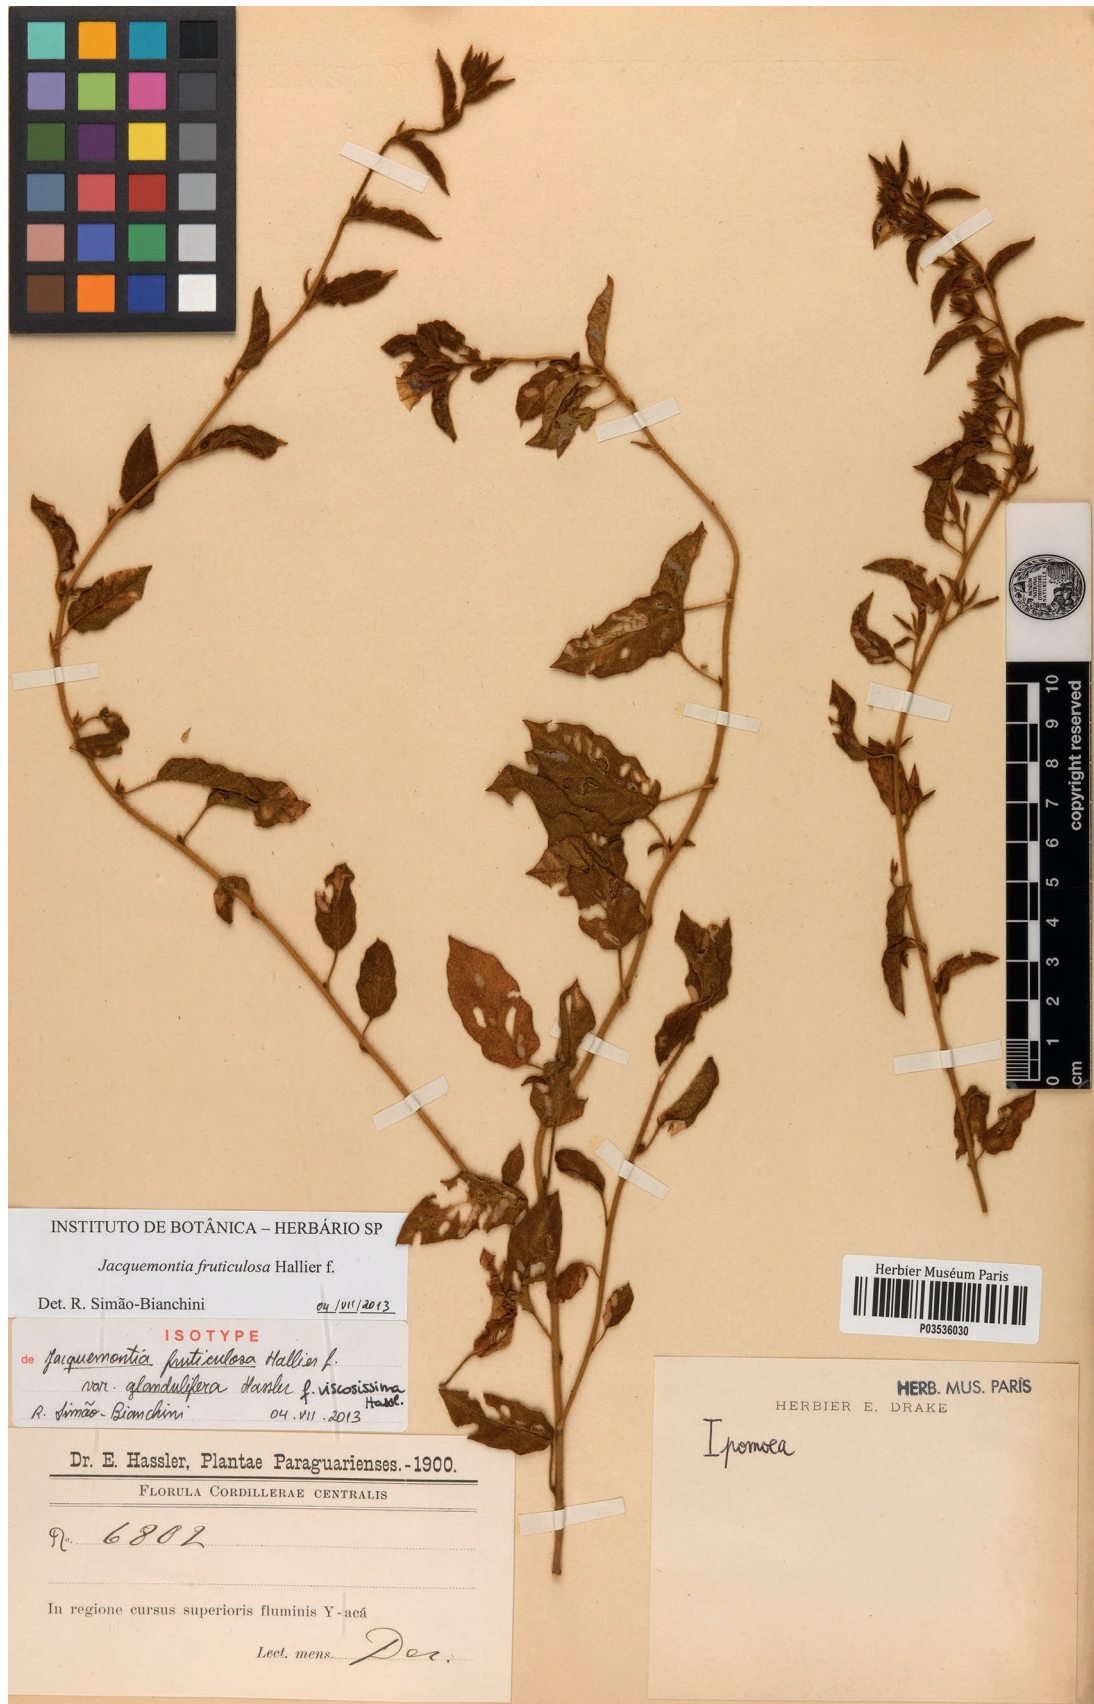 10
9
8
7
6
5
4
3
2
1
0
cm
copyright reserved
INSTITUTO DE BOTÂNICA – HERBÁRIO SP
Jacquemontia fruticulosa Hallier f.
Det. R. Simão-Bianchini 04/VII/2013
ISOTYPE
de Jacquemontia fruticulosa Hallier f.
var. glandulifera Hassler f. viscosissima
Hassl.
R. Simão-Bianchini 04.VII.2013
Dr. E. Hassler, Plantae Paraguarienses.-1900.
FLORULA CORDILLERAE CENTRALIS
No. 6802
In regione cursus superioris fluminis Y-acá
Lect. mens. Dec.
Herbier Muséum Paris
P03536030
HERB. MUS. PARIS
HERBIER E. DRAKE
Ipomoea